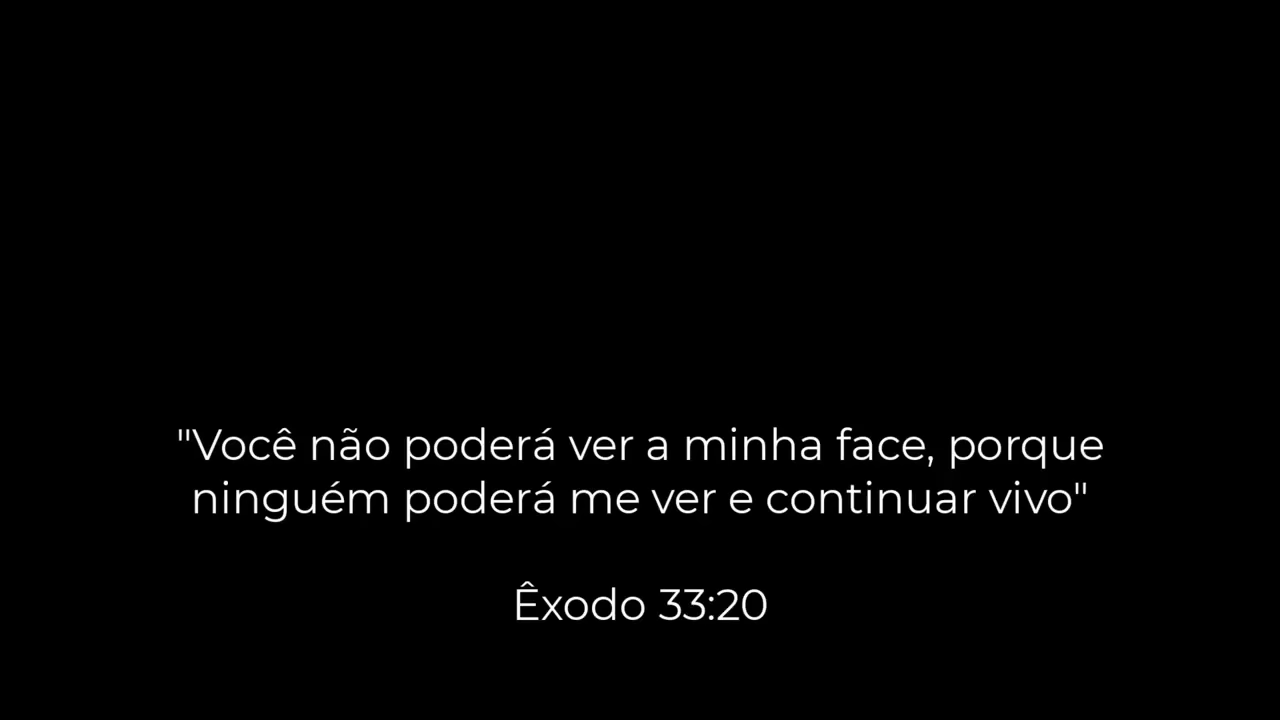 "Você não poderá ver a minha face, porque
ninguém poderá me ver e continuar vivo"
Êxodo 33:20